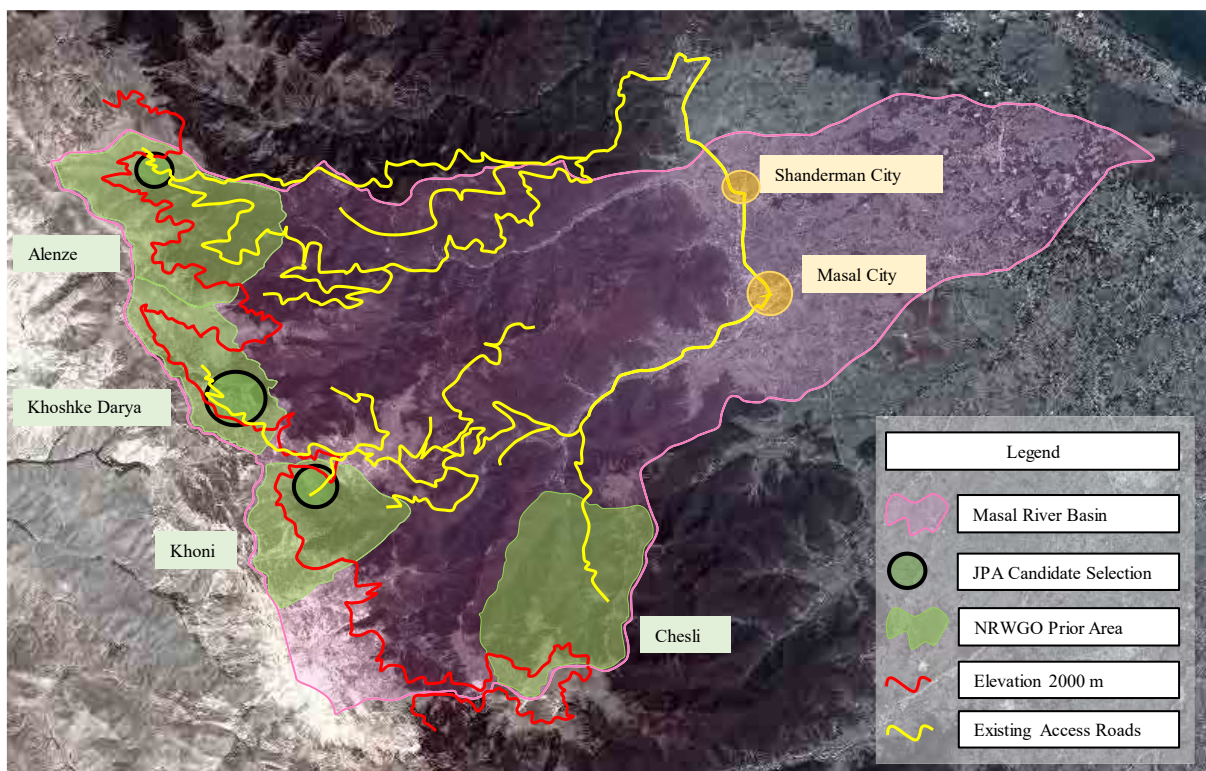 Shanderman City
Alenze
Masal City
Khoshke Darya
Khoni
Chesli
Legend
Masal River Basin
JPA Candidate Selection
NRWGO Prior Area
Elevation 2000 m
Existing Access Roads